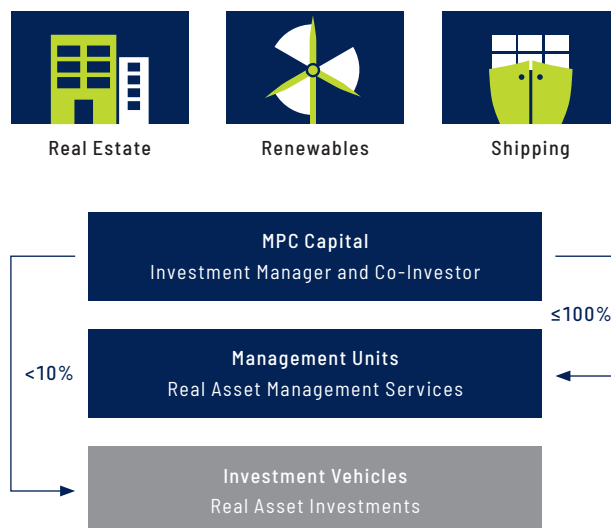 Real Estate
Renewables
Shipping
MPC Capital
Investment Manager and Co-Investor
≤100%
Management Units
Real Asset Management Services
<10%
Investment Vehicles
Real Asset Investments